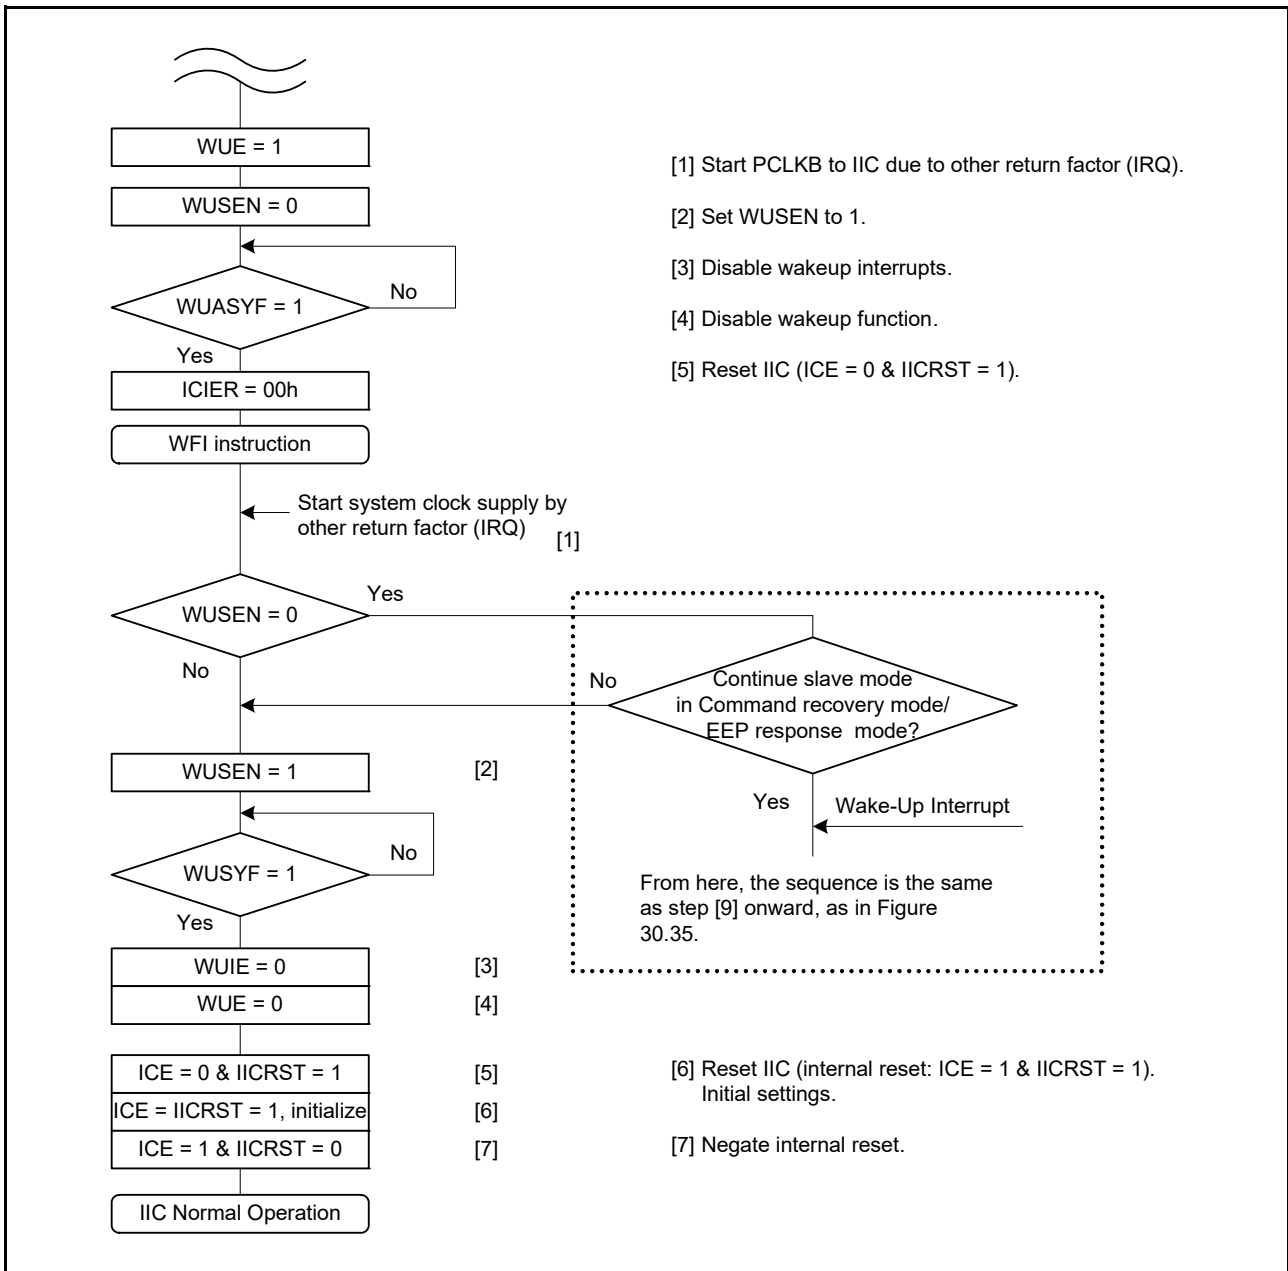 WUE = 1
[1] Start PCLKB to IIC due to other return factor (IRQ).
WUSEN = 0
[2] Set WUSEN to 1.
[3] Disable wakeup interrupts.
No
WUASYF = 1
[4] Disable wakeup function.
Yes
[5] Reset IIC (ICE = 0 & IICRST = 1).
ICIER = 00h
WFI instruction
Start system clock supply by
other return factor (IRQ)
[1]
Yes
WUSEN = 0
No
No
Continue slave mode
in Command recovery mode/
EEP response mode?
WUSEN = 1
[2]
Yes
Wake-Up Interrupt
No
WUSYF = 1
From here, the sequence is the same
as step [9] onward, as in Figure
30.35.
Yes
WUIE = 0
[3]
WUE = 0
[4]
ICE = 0 & IICRST = 1
[5]
[6] Reset IIC (internal reset: ICE = 1 & IICRST = 1).
Initial settings.
ICE = IICRST = 1, initialize
[6]
ICE = 1 & IICRST = 0
[7]
[7] Negate internal reset.
IIC Normal Operation